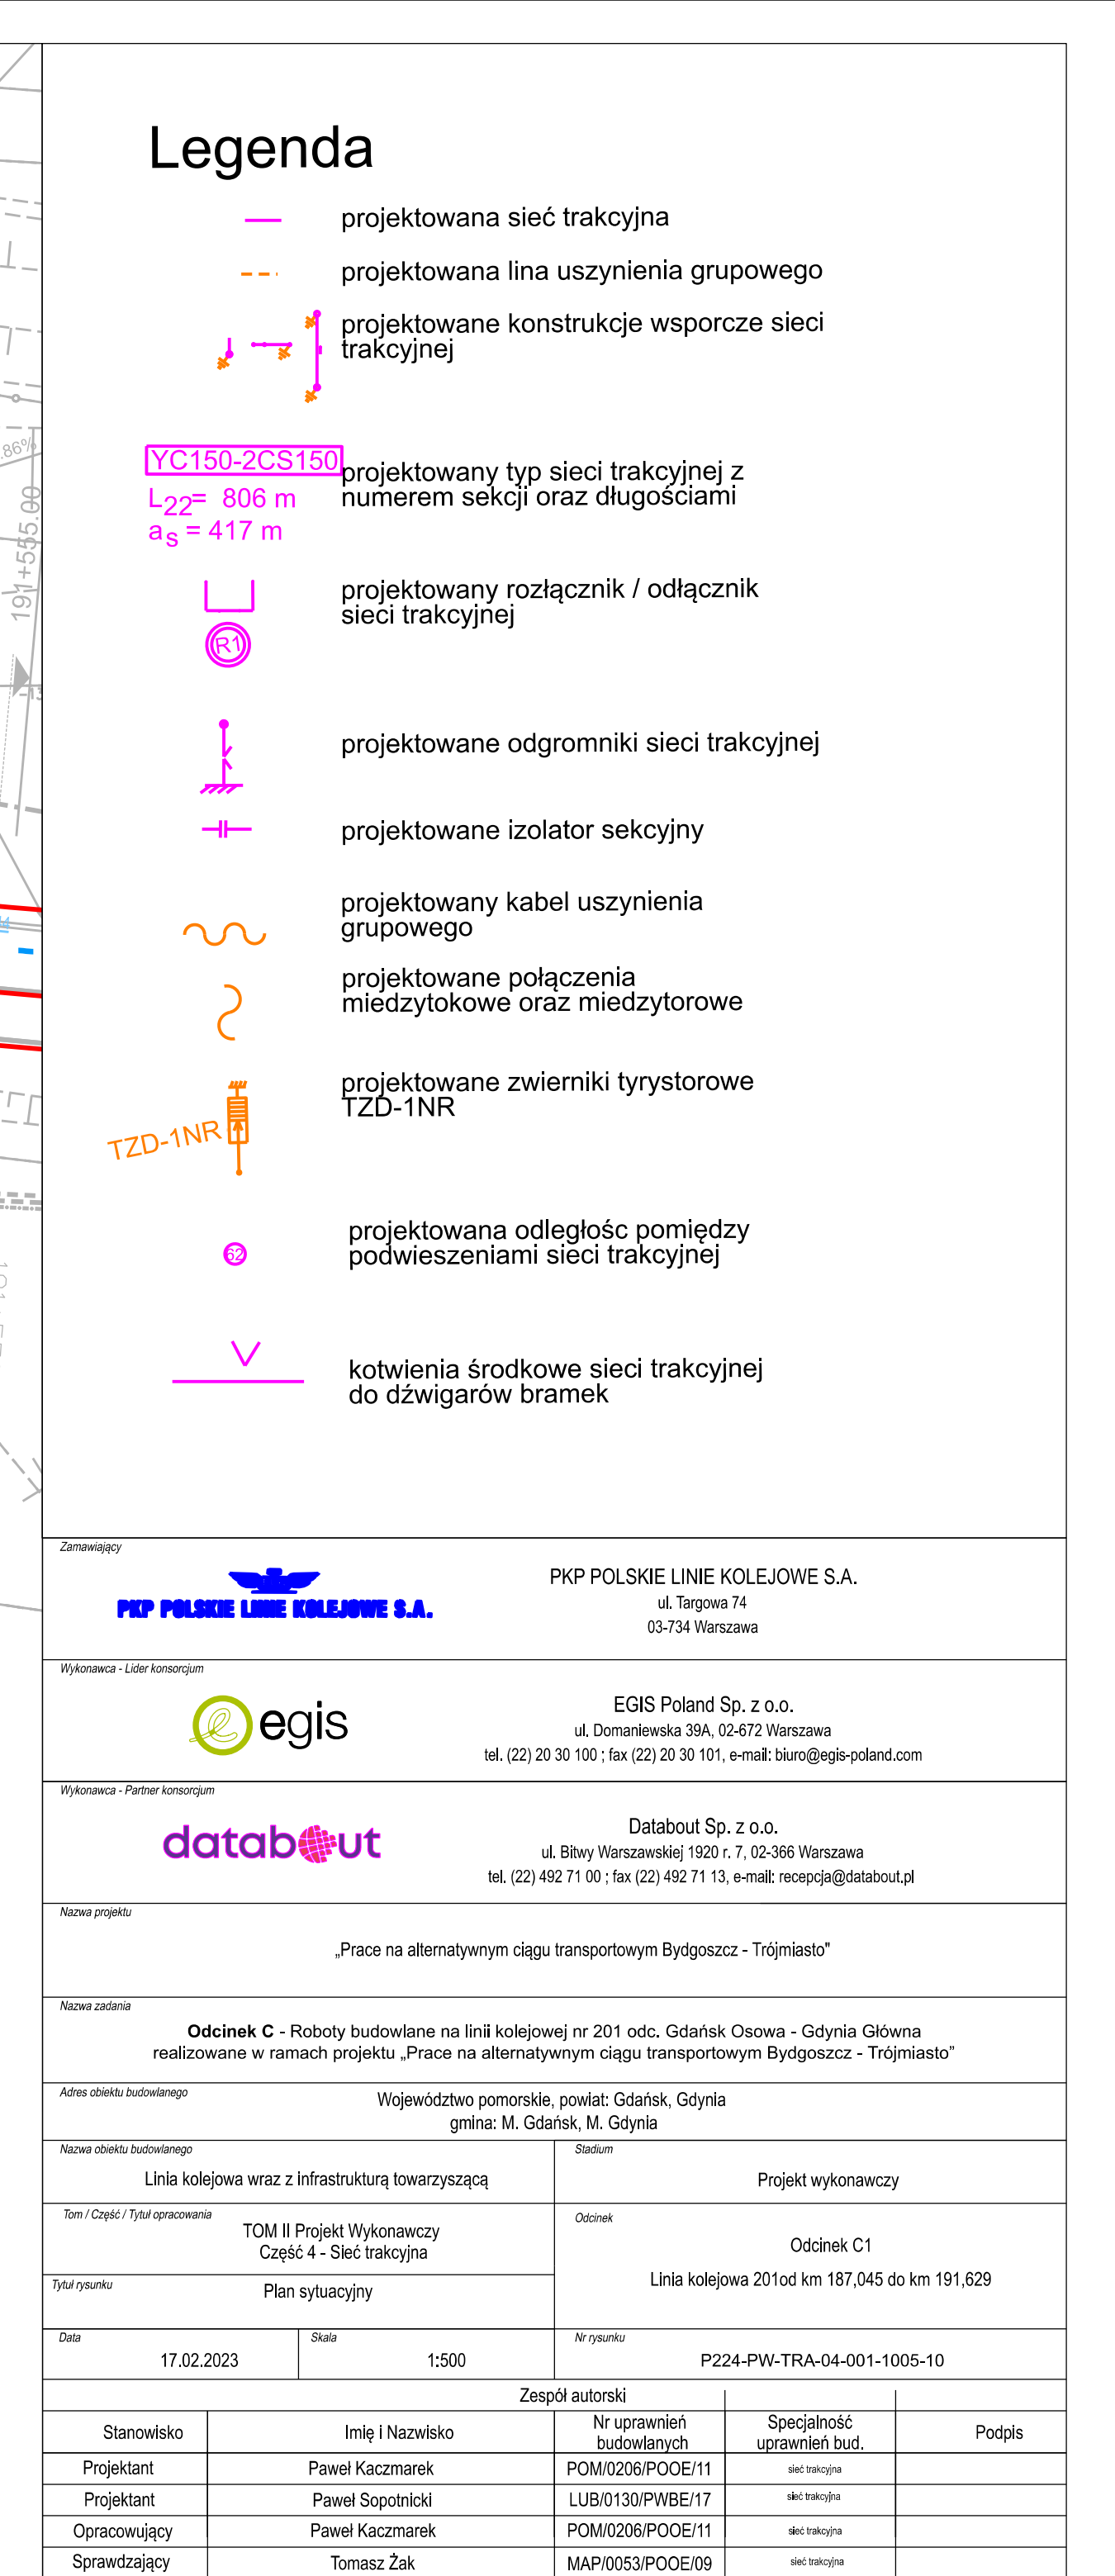 Legenda
projektowana sieć trakcyjna
projektowana lina uszynienia grupowego
projektowane konstrukcje wsporcze sieci
trakcyjnej
YC150-2CS150
L22= 806 m
as = 417 m
projektowany typ sieci trakcyjnej z
numerem sekcji oraz długościami
projektowany rozłącznik / odłącznik
sieci trakcyjnej
R1
projektowane odgromniki sieci trakcyjnej
projektowane izolator sekcyjny
projektowany kabel uszynienia
grupowego
projektowane połączenia
miedzytokowe oraz miedzytorowe
projektowane zwierniki tyrystorowe
TZD-1NR
TZD-1NR
projektowana odległośc pomiędzy
podwieszeniami sieci trakcyjnej
62
kotwienia środkowe sieci trakcyjnej
do dźwigarów bramek
.86%
191+555.00
Zamawiający
PKP POLSKIE LINIE KOLEJOWE S.A.
PKP POLSKIE LINIE KOLEJOWE S.A.
ul. Targowa 74
03-734 Warszawa
Wykonawca - Lider konsorcjum
egis
EGIS Poland Sp. z o.o.
ul. Domaniewska 39A, 02-672 Warszawa
tel. (22) 20 30 100 ; fax (22) 20 30 101, e-mail: biuro@egis-poland.com
Wykonawca - Partner konsorcjum
databout
Databout Sp. z o.o.
ul. Bitwy Warszawskiej 1920 r. 7, 02-366 Warszawa
tel. (22) 492 71 00 ; fax (22) 492 71 13, e-mail: recepcja@databout.pl
Nazwa projektu
„Prace na alternatywnym ciągu transportowym Bydgoszcz - Trójmiasto"
Nazwa zadania
Odcinek C - Roboty budowlane na linii kolejowej nr 201 odc. Gdańsk Osowa - Gdynia Główna
realizowane w ramach projektu „Prace na alternatywnym ciągu transportowym Bydgoszcz - Trójmiasto”
Adres obiektu budowlanego
Województwo pomorskie, powiat: Gdańsk, Gdynia
gmina: M. Gdańsk, M. Gdynia
Nazwa obiektu budowlanego
Linia kolejowa wraz z infrastrukturą towarzyszącą
Stadium
Projekt wykonawczy
Tom / Część / Tytuł opracowania
TOM II Projekt Wykonawczy
Część 4 - Sieć trakcyjna
Odcinek
Odcinek C1
Linia kolejowa 201od km 187,045 do km 191,629
Tytuł rysunku
Plan sytuacyjny
Data
17.02.2023
Skala
1:500
Nr rysunku
P224-PW-TRA-04-001-1005-10
Zespół autorski
Stanowisko Imię i Nazwisko Nr uprawnień budowlanych Specjalność uprawnień bud. Podpis
Projektant Paweł Kaczmarek POM/0206/POOE/11 sieć trakcyjna
Projektant Paweł Sopotnicki LUB/0130/PWBE/17 sieć trakcyjna
Opracowujący Paweł Kaczmarek POM/0206/POOE/11 sieć trakcyjna
Sprawdzający Tomasz Żak MAP/0053/POOE/09 sieć trakcyjna